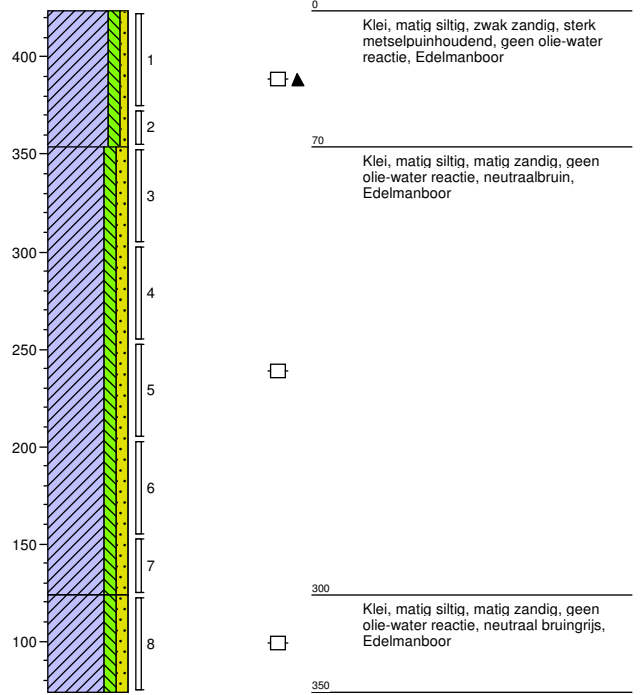 0
Klei, matig siltig, zwak zandig, sterk
metselpuinhoudend, geen olie-water
reactie, Edelmanboor
400
1
2
70
350
Klei, matig siltig, matig zandig, geen
olie-water reactie, neutraalbruin,
Edelmanboor
3
300
4
250
5
200
6
150
7
300
Klei, matig siltig, matig zandig, geen
olie-water reactie, neutraal bruingrijs,
Edelmanboor
100
8
350